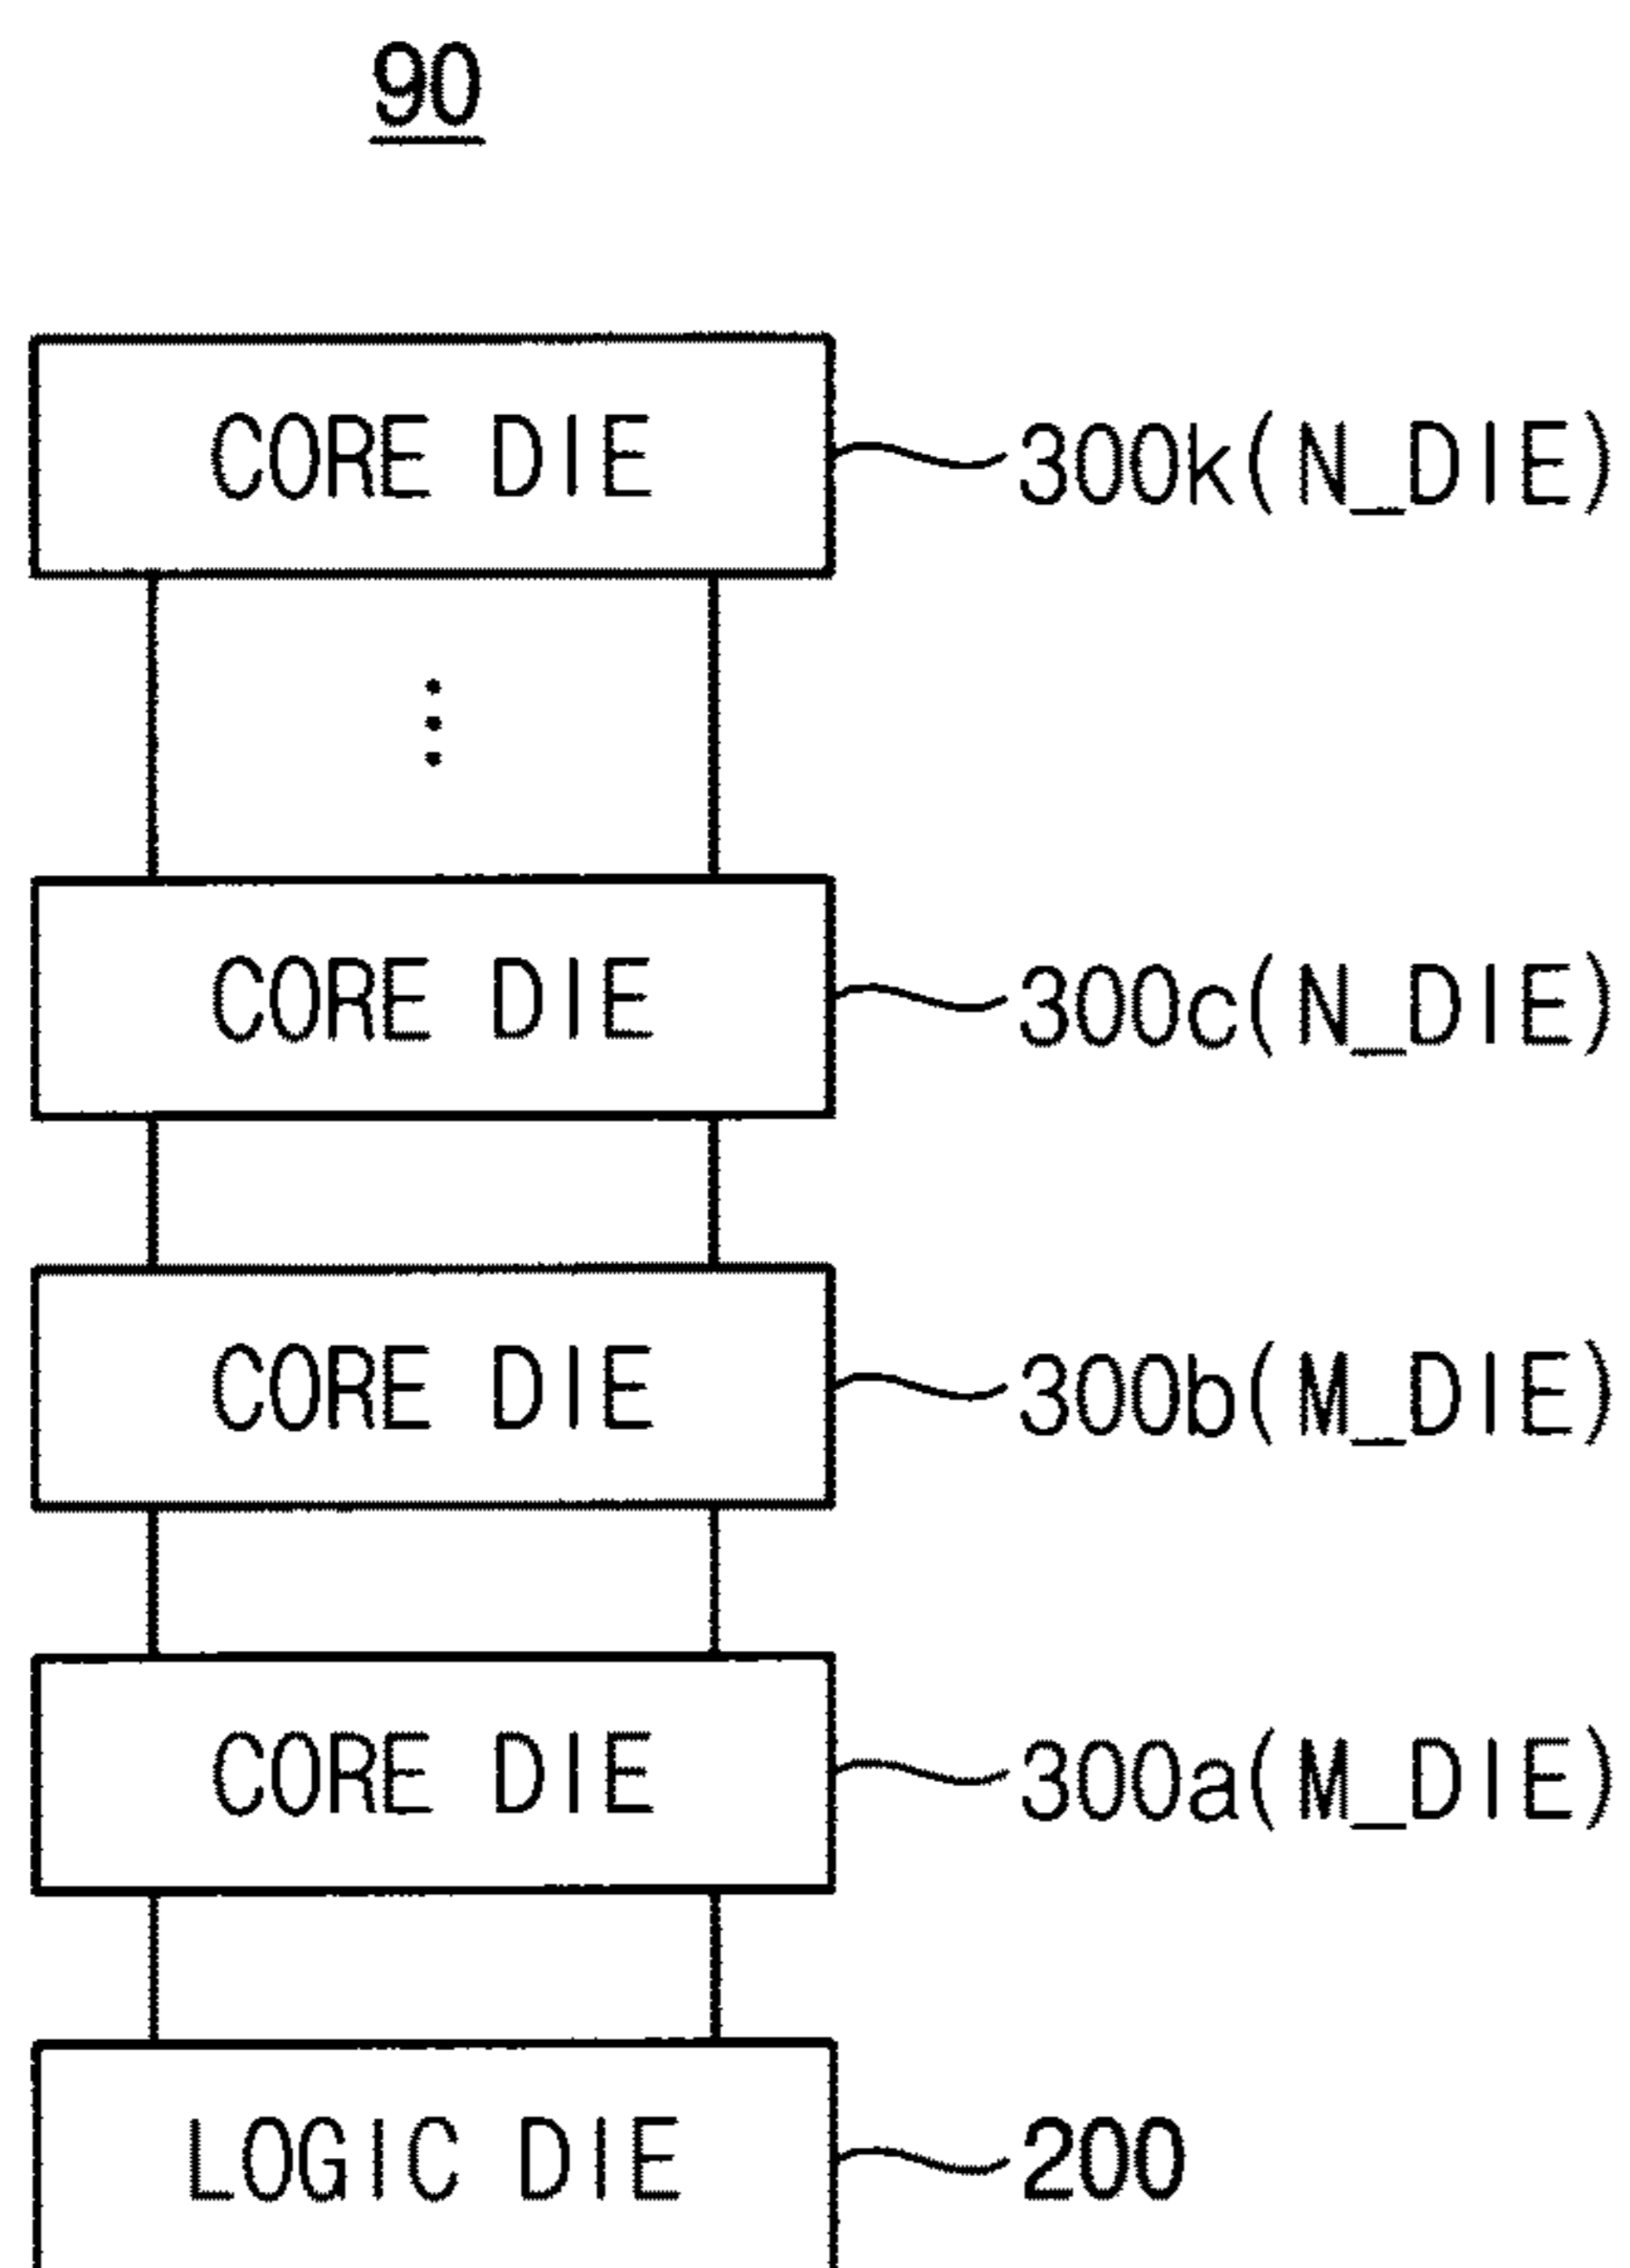 90
CORE DIE 300k(N_DIE)
CORE DIE 300c(N_DIE)
CORE DIE 300b(M_DIE)
CORE DIE 300a(M_DIE)
LOGIC DIE 200